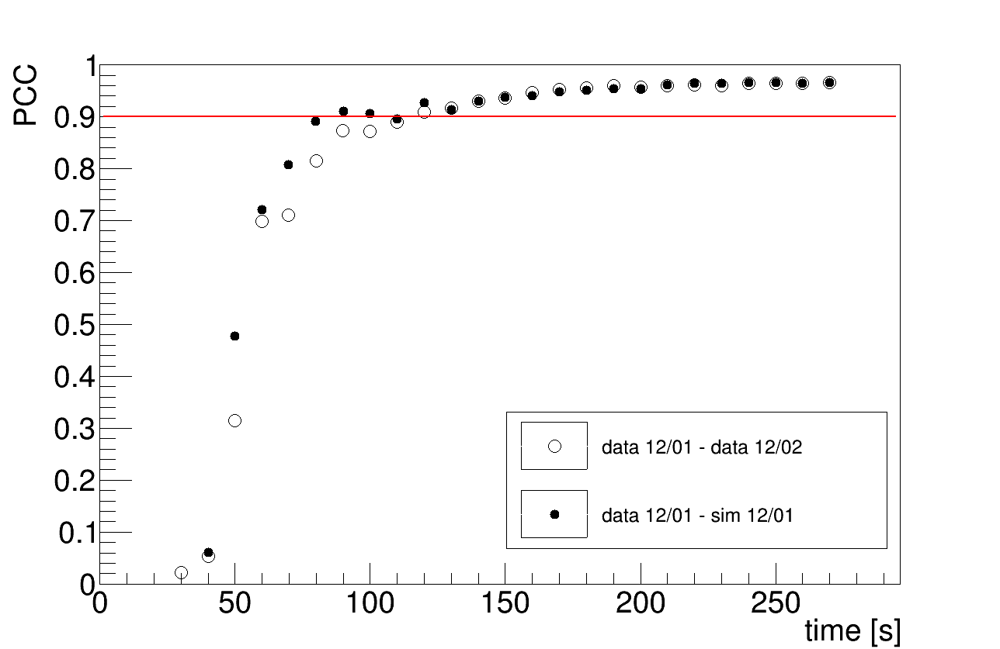 PCC
1
0.9
0.8
0.7
0.6
0.5
0.4
0.3
0.2
0.1
0
data 12/01 - data 12/02
data 12/01 - sim 12/01
0 50 100 150 200 250
time [s]